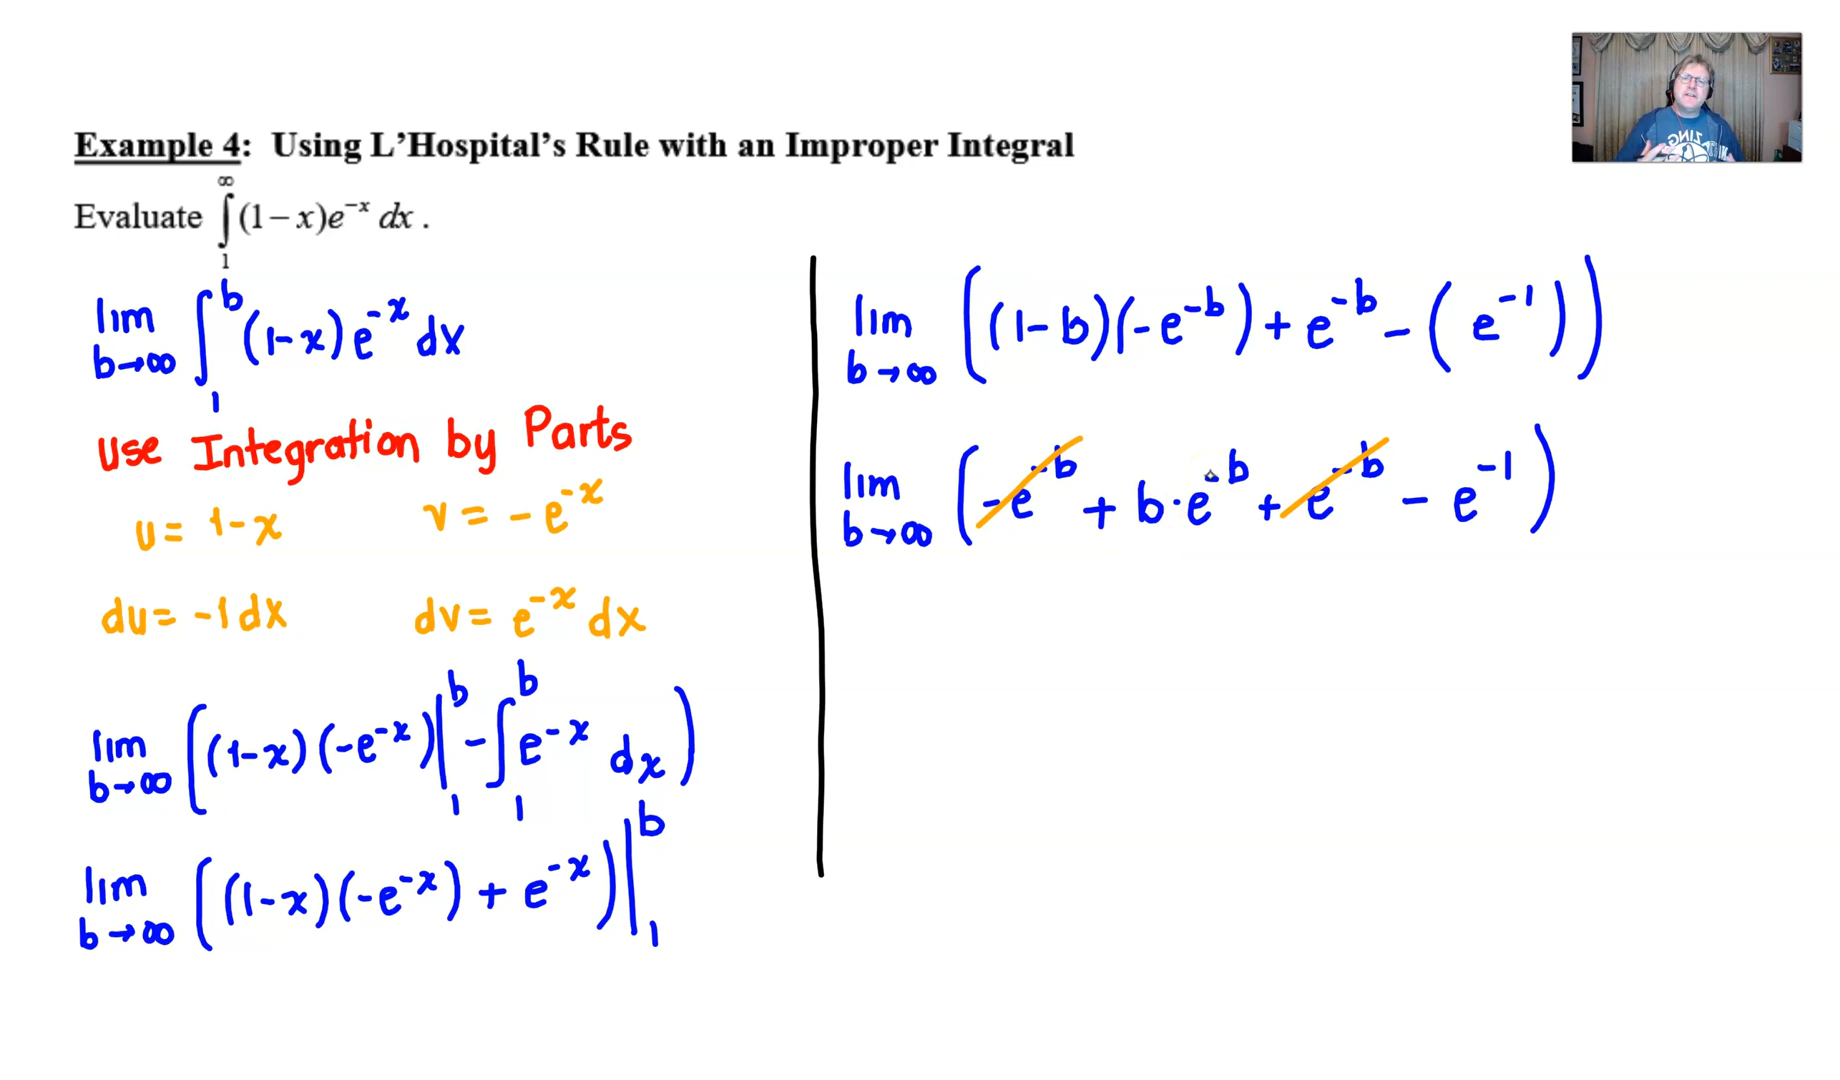 Example 4: Using L’Hospital’s Rule with an Improper Integral
Evaluate ∫₁^∞ (1 − x)e^{−x} dx .
lim b→∞ ∫₁^b (1-x) e^{-x} dx
Use Integration by Parts
u = 1-x v = -e^{-x}
du = -1dx dv = e^{-x} dx
lim b→∞ ((1-x)(-e^{-x})|₁^b - ∫₁^b e^{-x} dx)
lim b→∞ ((1-x)(-e^{-x}) + e^{-x})|₁^b
lim b→∞ ((1-b)(-e^{-b}) + e^{-b} - (e^{-1}))
lim b→∞ (-e^{-b} + b·e^{-b} + e^{-b} - e^{-1})